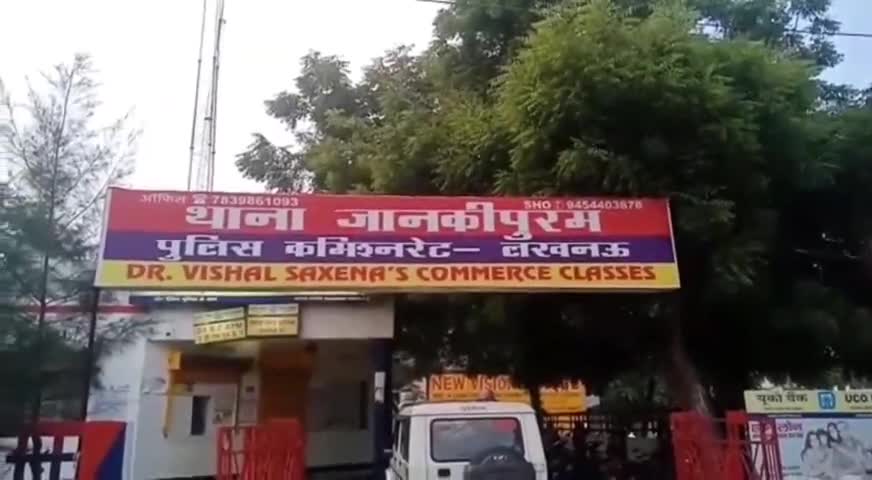 ऑफिस ☎ 7839861093 SHO ✆ 9454403878
थाना जानकीपुरम
पुलिस कमिश्नरेट– लखनऊ
DR. VISHAL SAXENA'S COMMERCE CLASSES
NEW VISION
यूको बैंक UCO